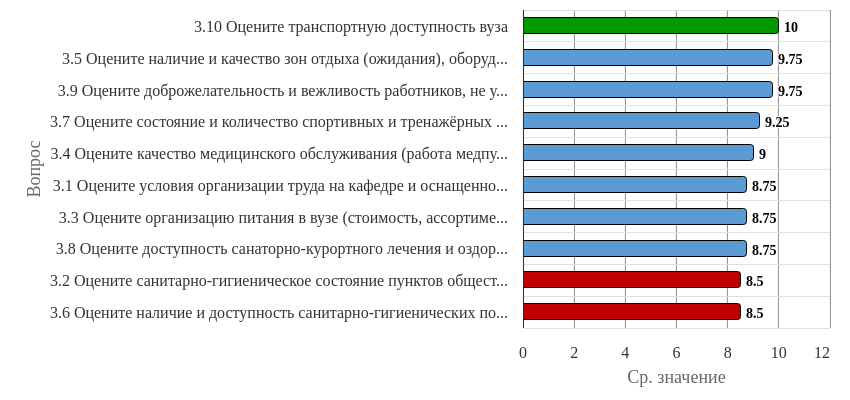 3.10 Оцените транспортную доступность вуза 10
3.5 Оцените наличие и качество зон отдыха (ожидания), оборуд... 9.75
3.9 Оцените доброжелательность и вежливость работников, не у... 9.75
3.7 Оцените состояние и количество спортивных и тренажёрных ... 9.25
3.4 Оцените качество медицинского обслуживания (работа медпу... 9
3.1 Оцените условия организации труда на кафедре и оснащенно... 8.75
3.3 Оцените организацию питания в вузе (стоимость, ассортиме... 8.75
3.8 Оцените доступность санаторно-курортного лечения и оздор... 8.75
3.2 Оцените санитарно-гигиеническое состояние пунктов общест... 8.5
3.6 Оцените наличие и доступность санитарно-гигиенических по... 8.5
Вопрос
0 2 4 6 8 10 12
Ср. значение